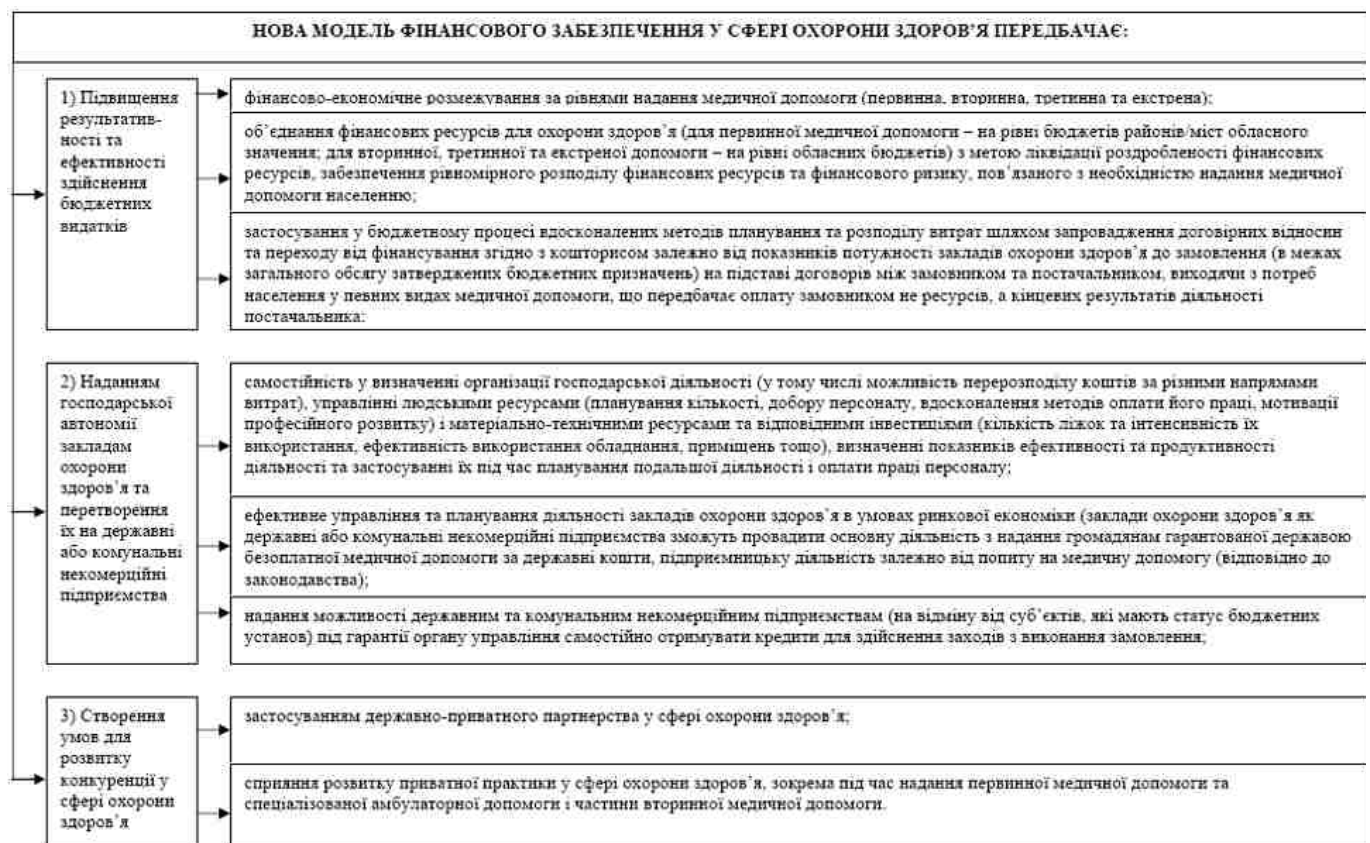 НОВА МОДЕЛЬ ФІНАНСОВОГО ЗАБЕЗПЕЧЕННЯ У СФЕРІ ОХОРОНИ ЗДОРОВ’Я ПЕРЕДБАЧАЄ:
1) Підвищення
результатив-
ності та
ефективності
здійснення
бюджетних
видатків
фінансово-економічне розмежування за рівнями надання медичної допомоги (первинна, вторинна, третинна та екстрена);
об’єднання фінансових ресурсів для охорони здоров’я (для первинної медичної допомоги – на рівні бюджетів районів/міст обласного
значення; для вторинної, третинної та екстреної допомоги – на рівні обласних бюджетів) з метою ліквідації роздробленості фінансових
ресурсів, забезпечення рівномірного розподілу фінансових ресурсів та фінансового ризику, пов’язаного з необхідністю надання медичної
допомоги населенню;
застосування у бюджетному процесі вдосконалених методів планування та розподілу витрат шляхом запровадження договірних відносин
та переходу від фінансування згідно з кошторисом залежно від показників потужності закладів охорони здоров’я до замовлення (в межах
загального обсягу затверджених бюджетних призначень) на підставі договорів між замовником та постачальником, виходячи з потреб
населення у певних видах медичної допомоги, що передбачає оплату замовником не ресурсів, а кінцевих результатів діяльності
постачальника:
2) Наданням
господарської
автономії
закладам
охорони
здоров’я та
перетворення
їх на державні
або комунальні
некомерційні
підприємства
самостійність у визначенні організації господарської діяльності (у тому числі можливість перерозподілу коштів за різними напрямами
витрат), управлінні людськими ресурсами (планування кількості, добору персоналу, вдосконалення методів оплати його праці, мотивації
професійного розвитку) і матеріально-технічними ресурсами та відповідними інвестиціями (кількість ліжок та інтенсивність їх
використання, ефективність використання обладнання, приміщень тощо), визначенні показників ефективності та продуктивності
діяльності та застосуванні їх під час планування подальшої діяльності і оплати праці персоналу;
ефективне управління та планування діяльності закладів охорони здоров’я в умовах ринкової економіки (заклади охорони здоров’я як
державні або комунальні некомерційні підприємства зможуть провадити основну діяльність з надання громадянам гарантованої державою
безоплатної медичної допомоги за державні кошти, підприємницьку діяльність залежно від попиту на медичну допомогу (відповідно до
законодавства);
надання можливості державним та комунальним некомерційним підприємствам (на відміну від суб’єктів, які мають статус бюджетних
установ) під гарантії органу управління самостійно отримувати кредити для здійснення заходів з виконання замовлення;
3) Створення
умов для
розвитку
конкуренції у
сфері охорони
здоров’я
застосуванням державно-приватного партнерства у сфері охорони здоров’я;
сприяння розвитку приватної практики у сфері охорони здоров’я, зокрема під час надання первинної медичної допомоги та
спеціалізованої амбулаторної допомоги і частини вторинної медичної допомоги.